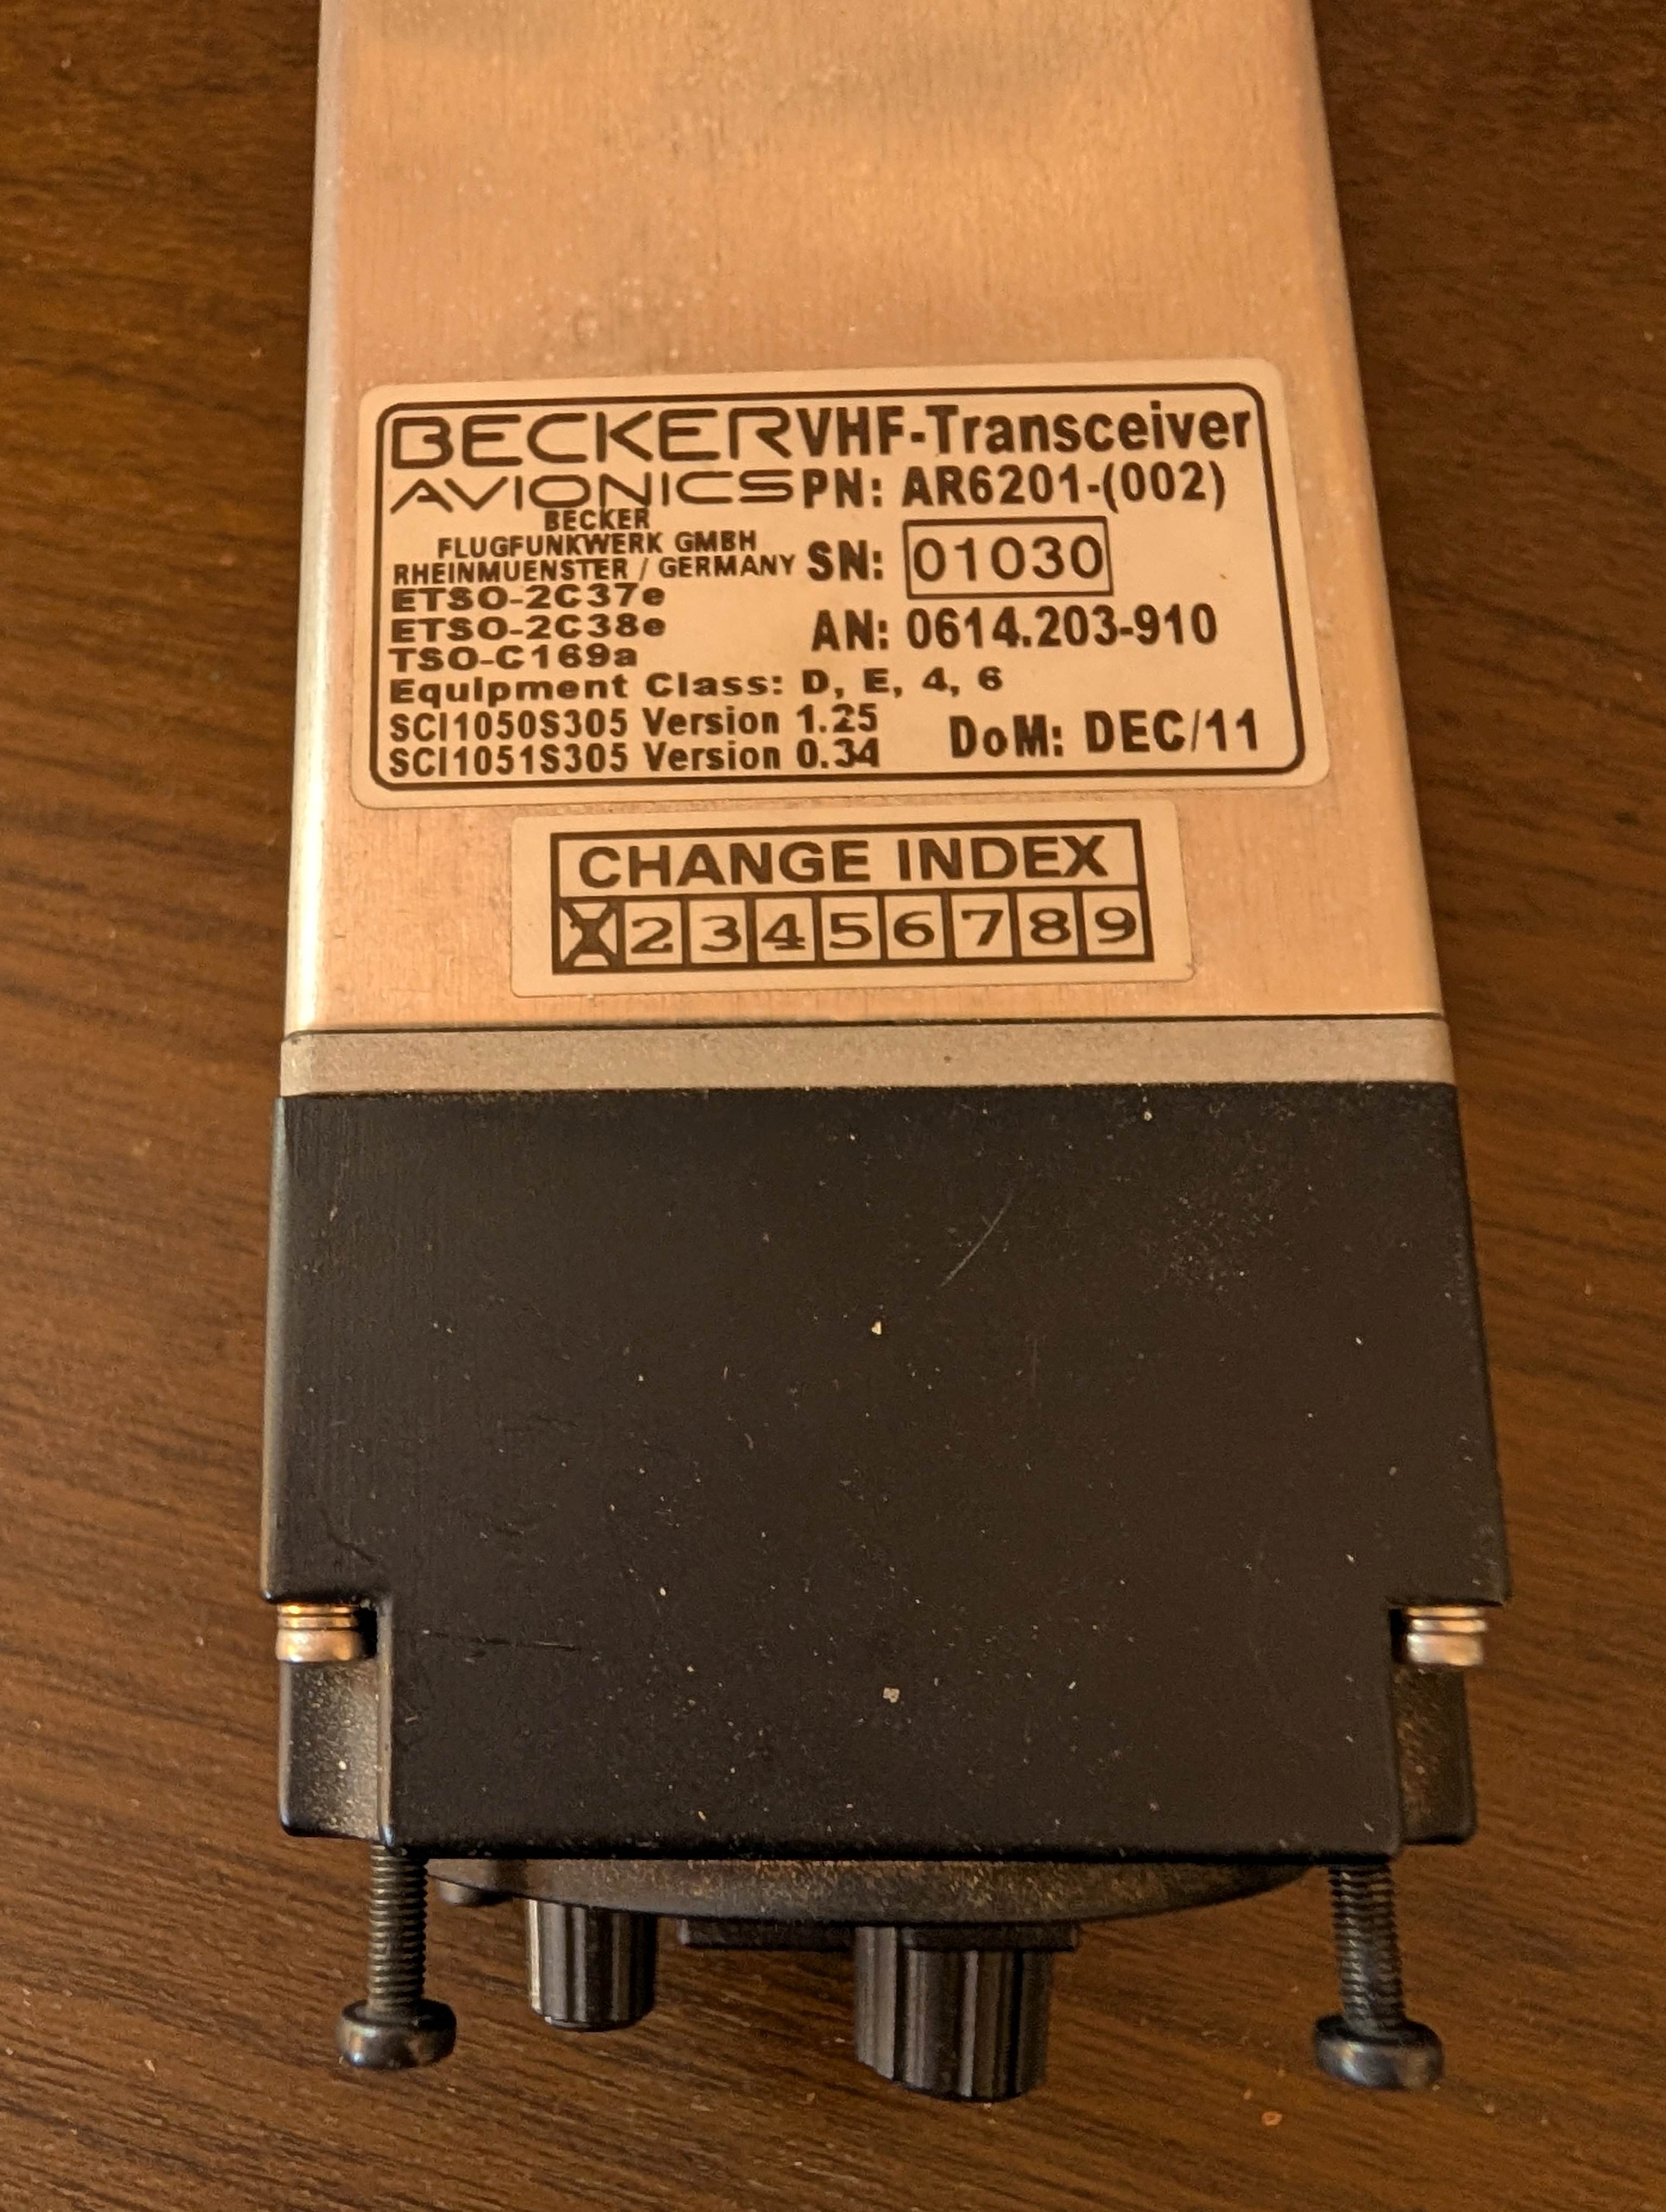 BECKER VHF-Transceiver
AVIONICS PN: AR6201-(002)
BECKER
FLUGFUNKWERK GMBH
RHEINMUENSTER / GERMANY SN: 01030
ETSO-2C37e
ETSO-2C38e AN: 0614.203-910
TSO-C169a
Equipment Class: D, E, 4, 6
SCI1050S305 Version 1.25
SCI1051S305 Version 0.34 DoM: DEC/11
CHANGE INDEX
X 2 3 4 5 6 7 8 9